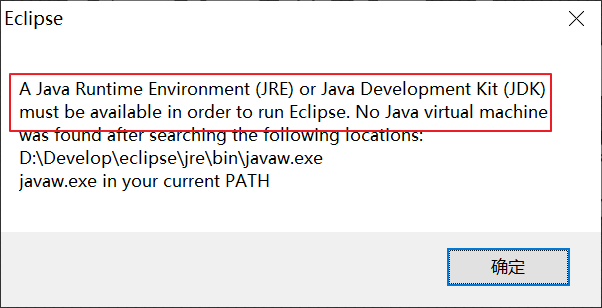 Eclipse
A Java Runtime Environment (JRE) or Java Development Kit (JDK)
must be available in order to run Eclipse. No Java virtual machine
was found after searching the following locations:
D:\Develop\eclipse\jre\bin\javaw.exe
javaw.exe in your current PATH
确定